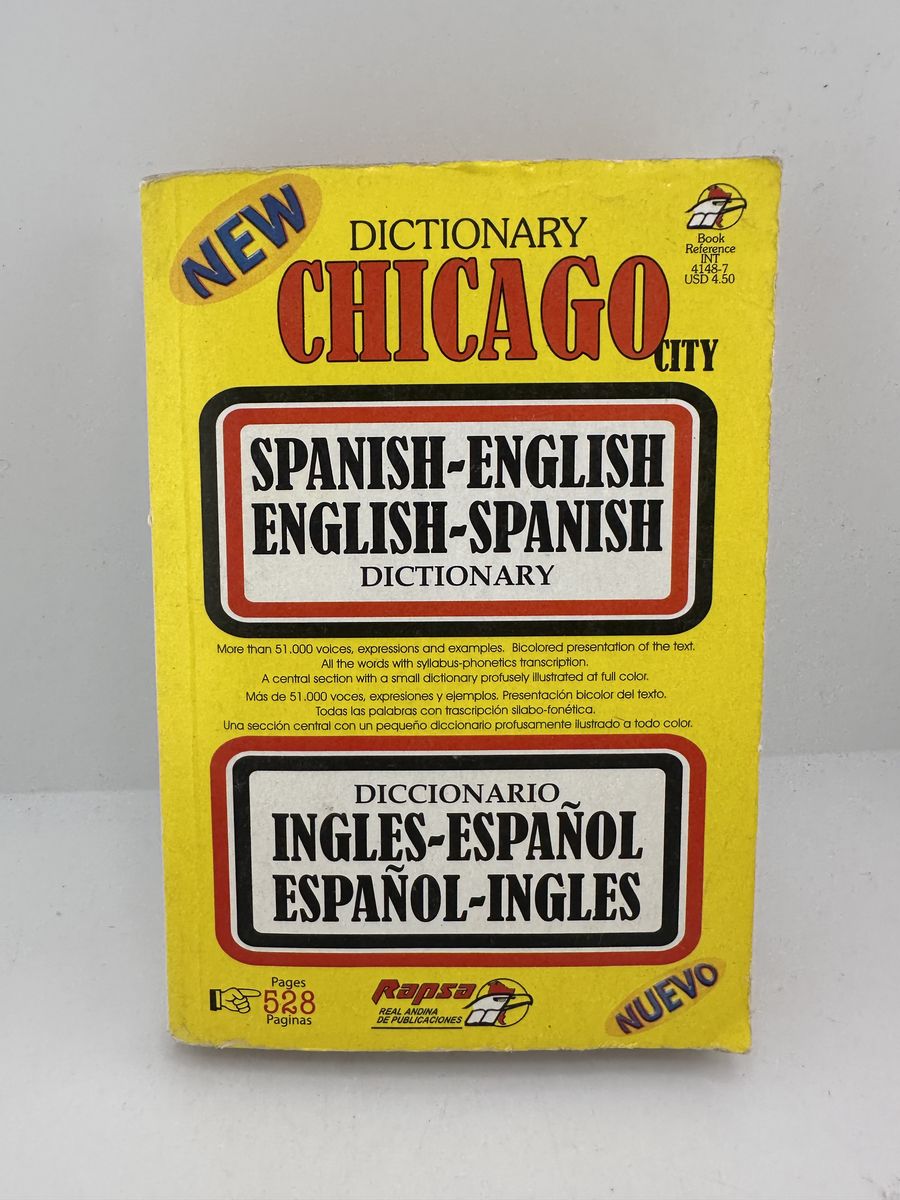 NEW
DICTIONARY
CHICAGO
CITY
Book
Reference
INT
4148-7
USD 4.50
SPANISH-ENGLISH
ENGLISH-SPANISH
DICTIONARY
More than 51.000 voices, expressions and examples. Bicolored presentation of the text.
All the words with syllabus-phonetics transcription.
A central section with a small dictionary profusely illustrated at full color.
Más de 51.000 voces, expresiones y ejemplos. Presentación bicolor del texto.
Todas las palabras con trascripción silabo-fonética.
Una sección central con un pequeño diccionario profusamente ilustrado a todo color.
DICCIONARIO
INGLES-ESPAÑOL
ESPAÑOL-INGLES
Pages
528
Paginas
Rapsa
REAL ANDINA
DE PUBLICACIONES
NUEVO